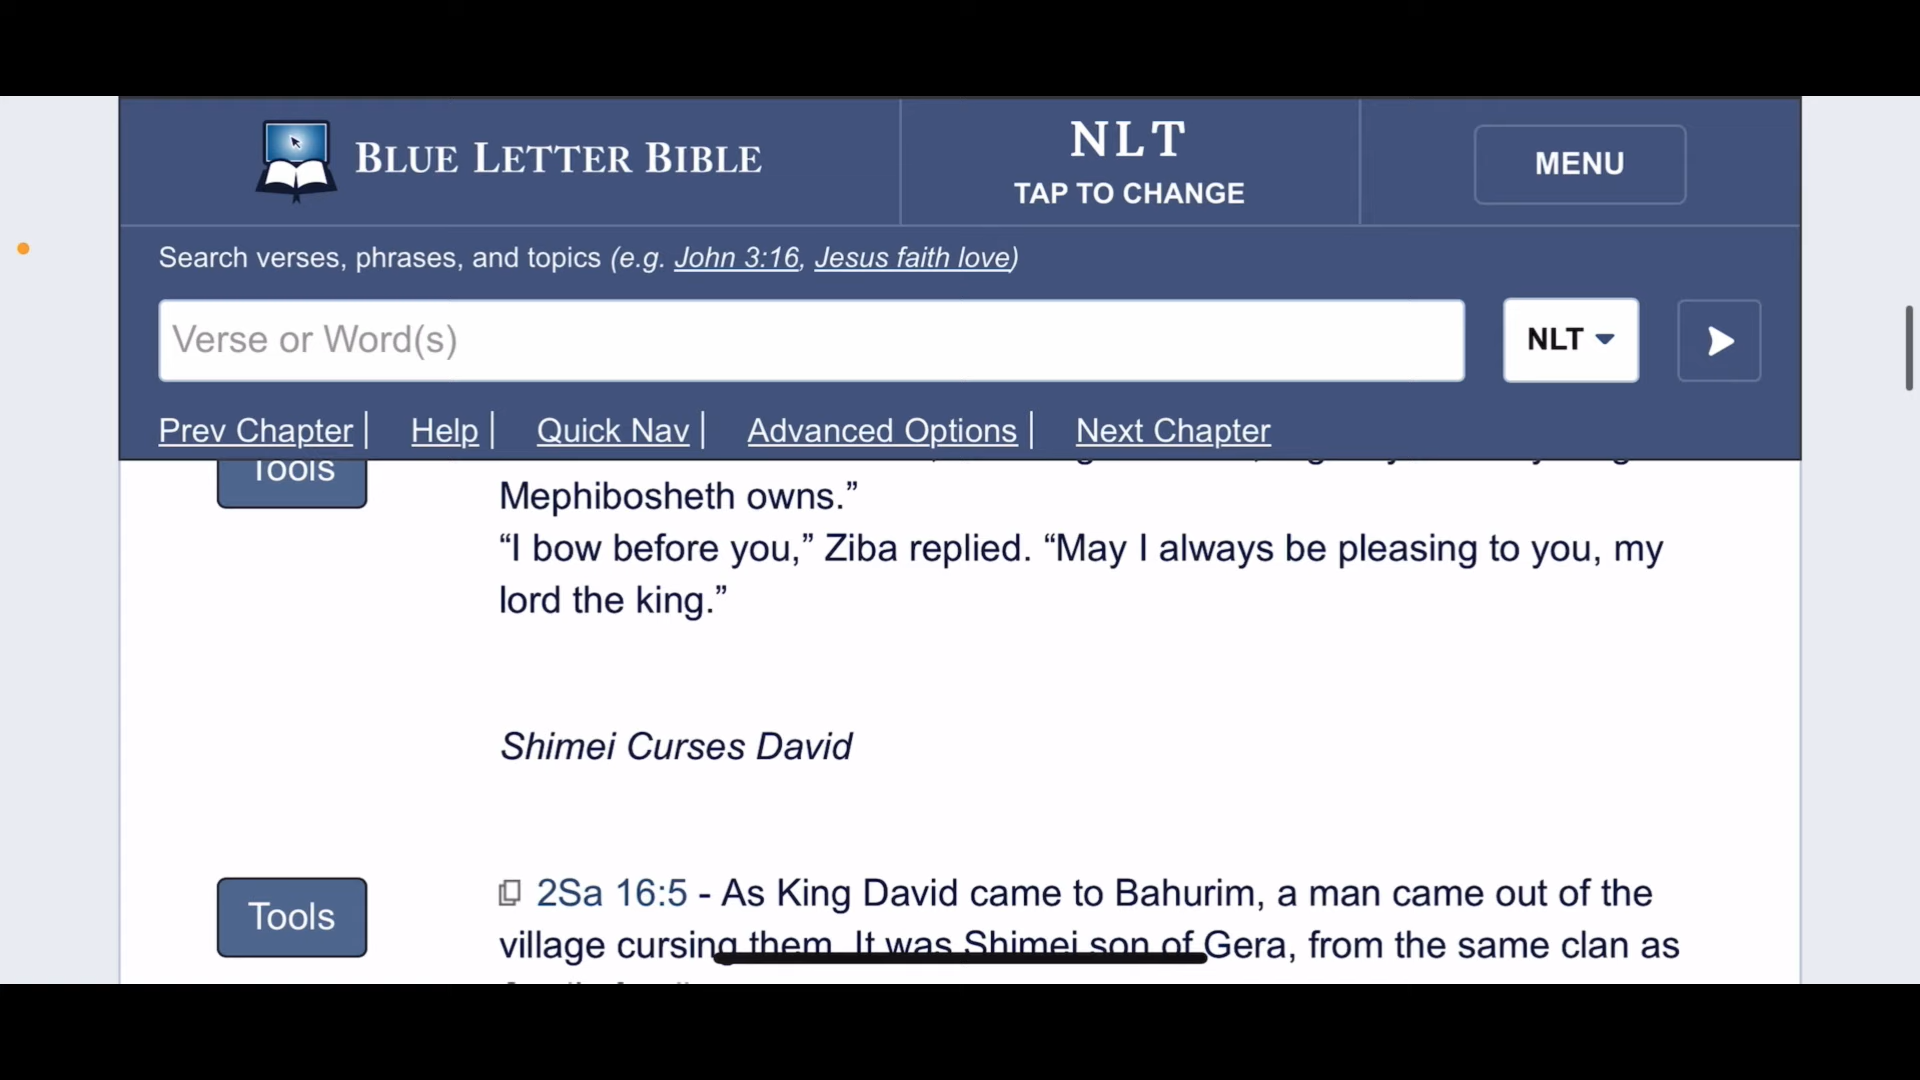 BLUE LETTER BIBLE
NLT
TAP TO CHANGE
MENU
Search verses, phrases, and topics (e.g. John 3:16, Jesus faith love)
Verse or Word(s)
NLT
Prev Chapter| Help| Quick Nav| Advanced Options| Next Chapter
Tools
Mephibosheth owns.”
“I bow before you,” Ziba replied. “May I always be pleasing to you, my
lord the king.”
Shimei Curses David
Tools
2Sa 16:5 - As King David came to Bahurim, a man came out of the
village cursing them. It was Shimei son of Gera, from the same clan as